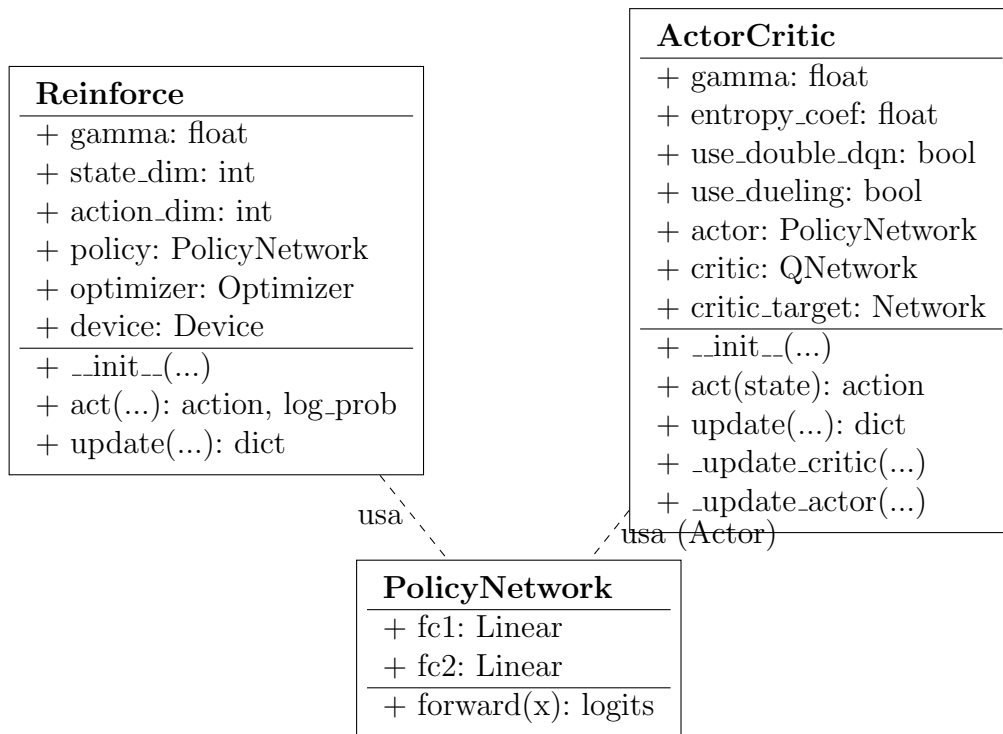 Reinforce
+ gamma: float
+ state_dim: int
+ action_dim: int
+ policy: PolicyNetwork
+ optimizer: Optimizer
+ device: Device
+ __init__(...)
+ act(...): action, log_prob
+ update(...): dict
ActorCritic
+ gamma: float
+ entropy_coef: float
+ use_double_dqn: bool
+ use_dueling: bool
+ actor: PolicyNetwork
+ critic: QNetwork
+ critic_target: Network
+ __init__(...)
+ act(state): action
+ update(...): dict
+ _update_critic(...)
+ _update_actor(...)
usa
usa (Actor)
PolicyNetwork
+ fc1: Linear
+ fc2: Linear
+ forward(x): logits